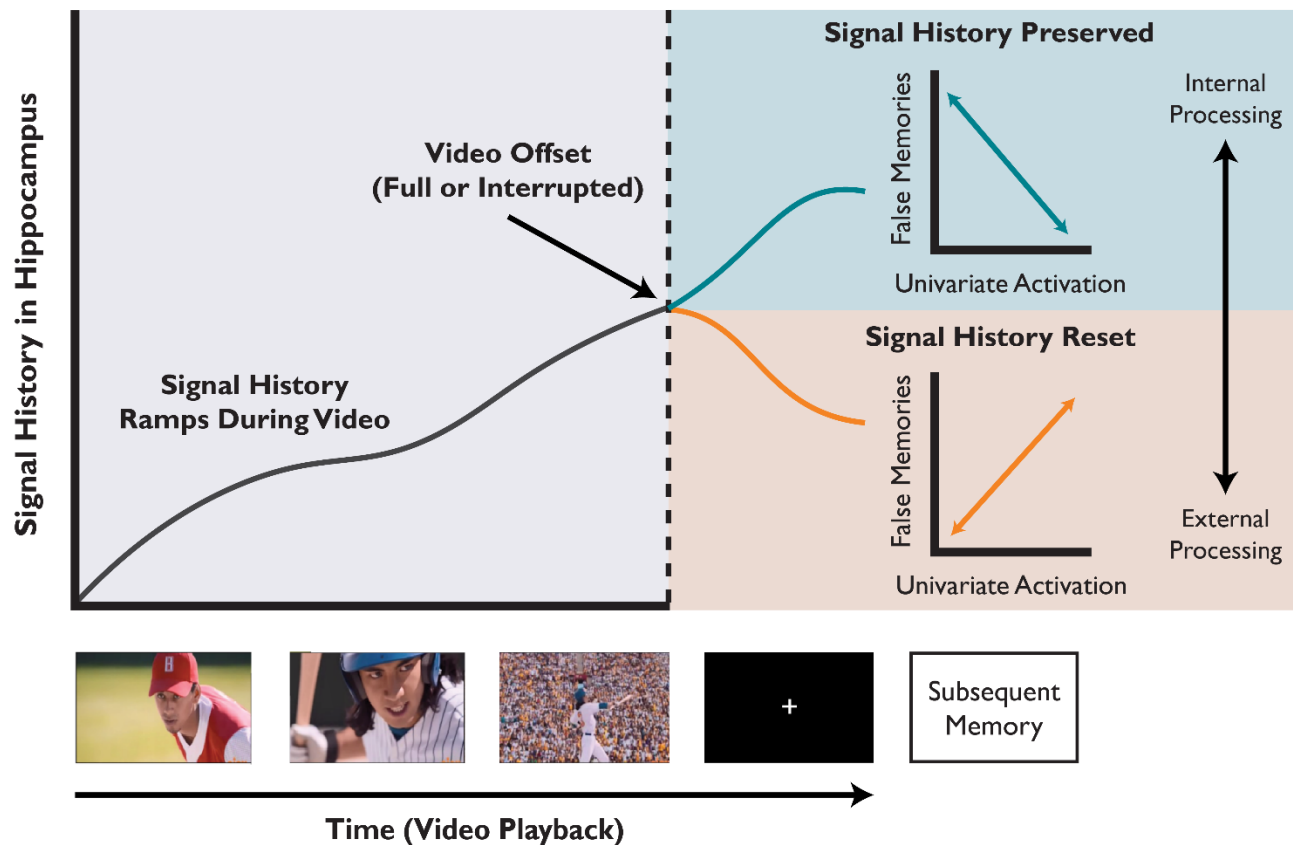 Signal History in Hippocampus
Signal History
Ramps During Video
Video Offset
(Full or Interrupted)
Signal History Preserved
False Memories
Univariate Activation
Internal
Processing
Signal History Reset
False Memories
Univariate Activation
External
Processing
B
+
Subsequent
Memory
Time (Video Playback)